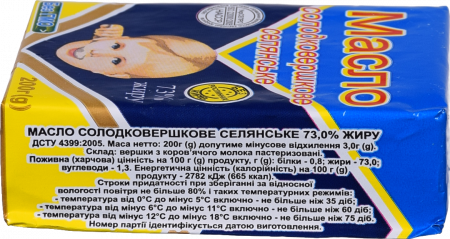 Масло
солодковершкове
селянське
73%
жиру
200г(g)
МАСЛО СОЛОДКОВЕРШКОВЕ СЕЛЯНСЬКЕ 73,0% ЖИРУ
ДСТУ 4399:2005. Маса нетто: 200г (g) допутиме мінусове відхилення 3,0г (g).
Склад: вершки з коров'ячого молока пастеризовані.
Поживна (харчова) цінність на 100 г (g) продукту, г (g): білки - 0,8; жири - 73,0;
вуглеводи - 1,3. Енергетична цінність (калорійність) на 100 г (g)
продукту - 2782 кДж (665 ккал).
Строки придатності при зберіганні за відносної
вологості повітря не більше 80% і таких температурних режимів:
- температура від 0°С до мінус 5°С включно - не більше ніж 35 діб;
- температура від мінус 6°С до мінус 11°С включно - не більше ніж 60 діб;
- температура від мінус 12°С до мінус 18°С включно - не більше ніж 75 діб.
Номер партії ідентифікується датою виготовлення.